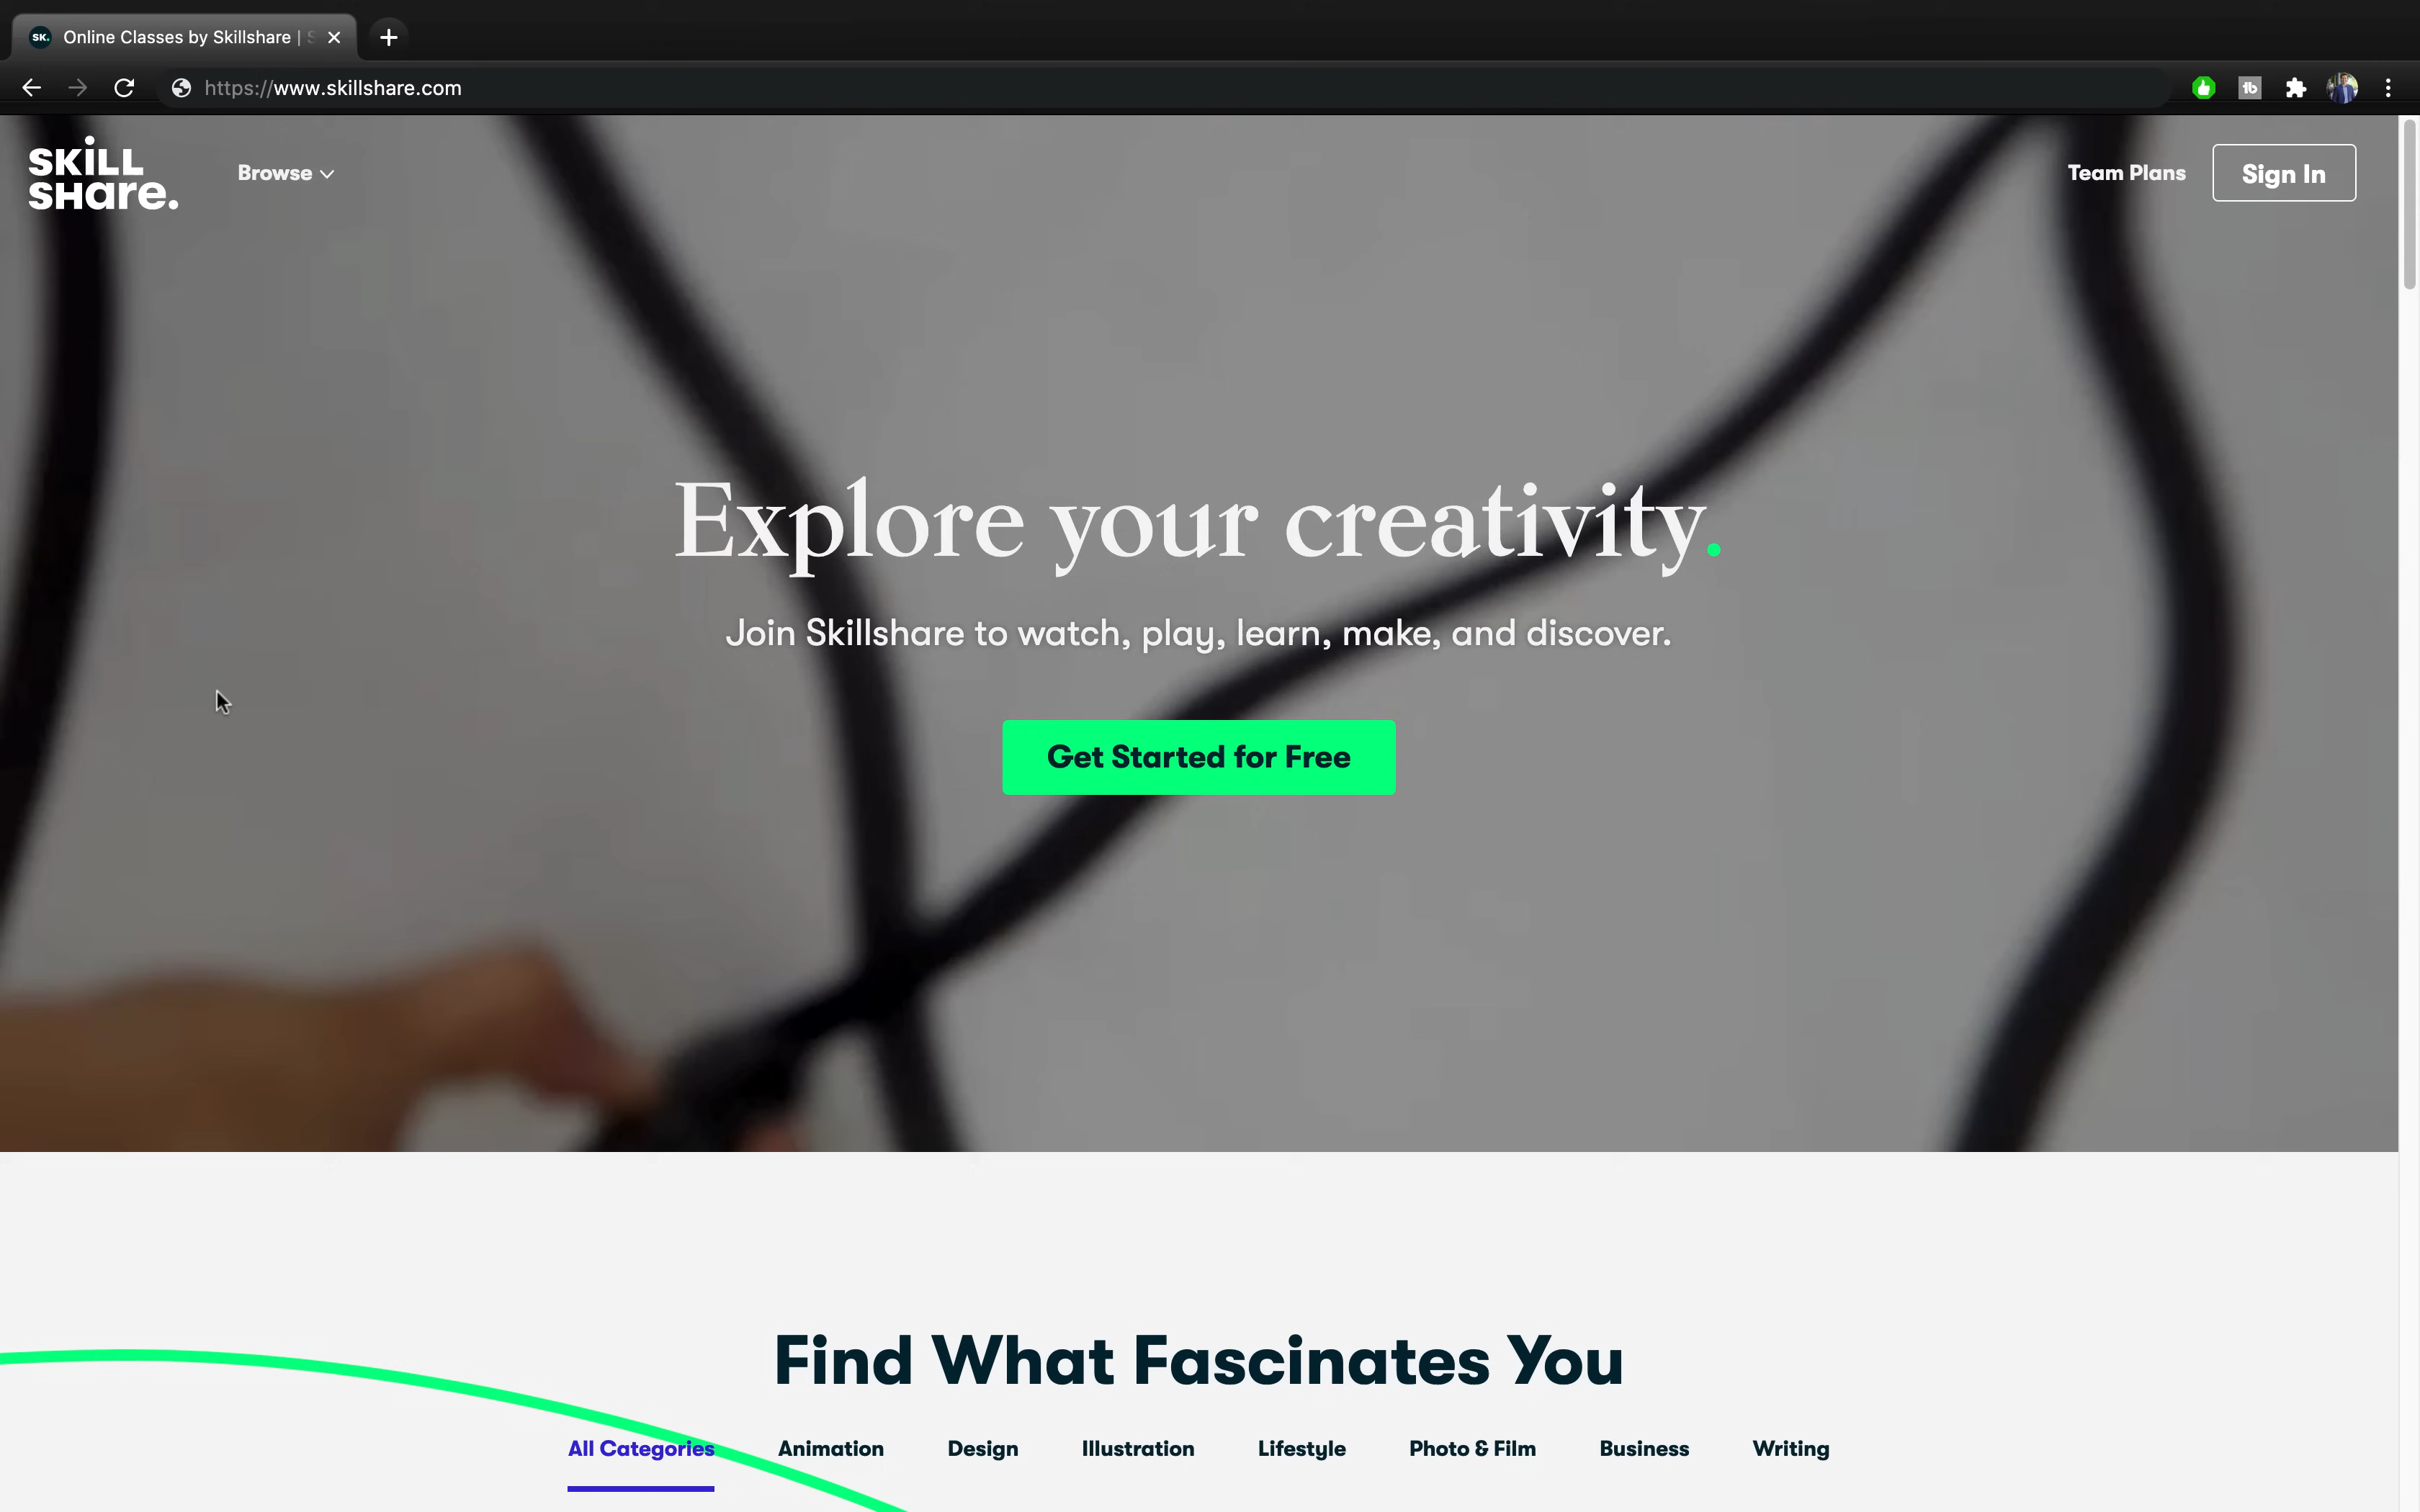 SK.
Online Classes by Skillshare |
https://www.skillshare.com
tb
SKiLL
SHare.
Browse
Team Plans
Sign In
Explore your creativity.
Join Skillshare to watch, play, learn, make, and discover.
Get Started for Free
Find What Fascinates You
All Categories Animation Design Illustration Lifestyle Photo & Film Business Writing